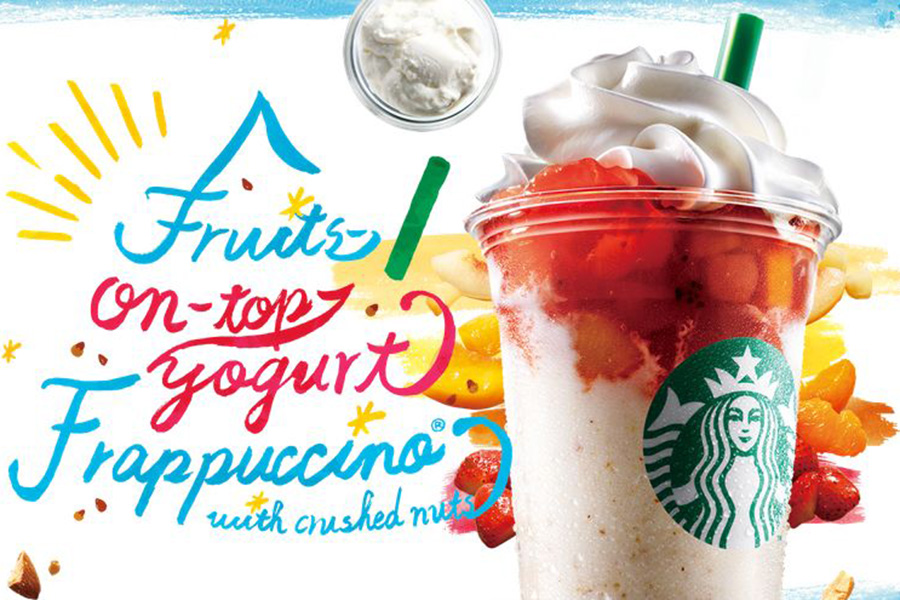 Fruits-
on-top
yogurt
Frappuccino®
with crushed nuts